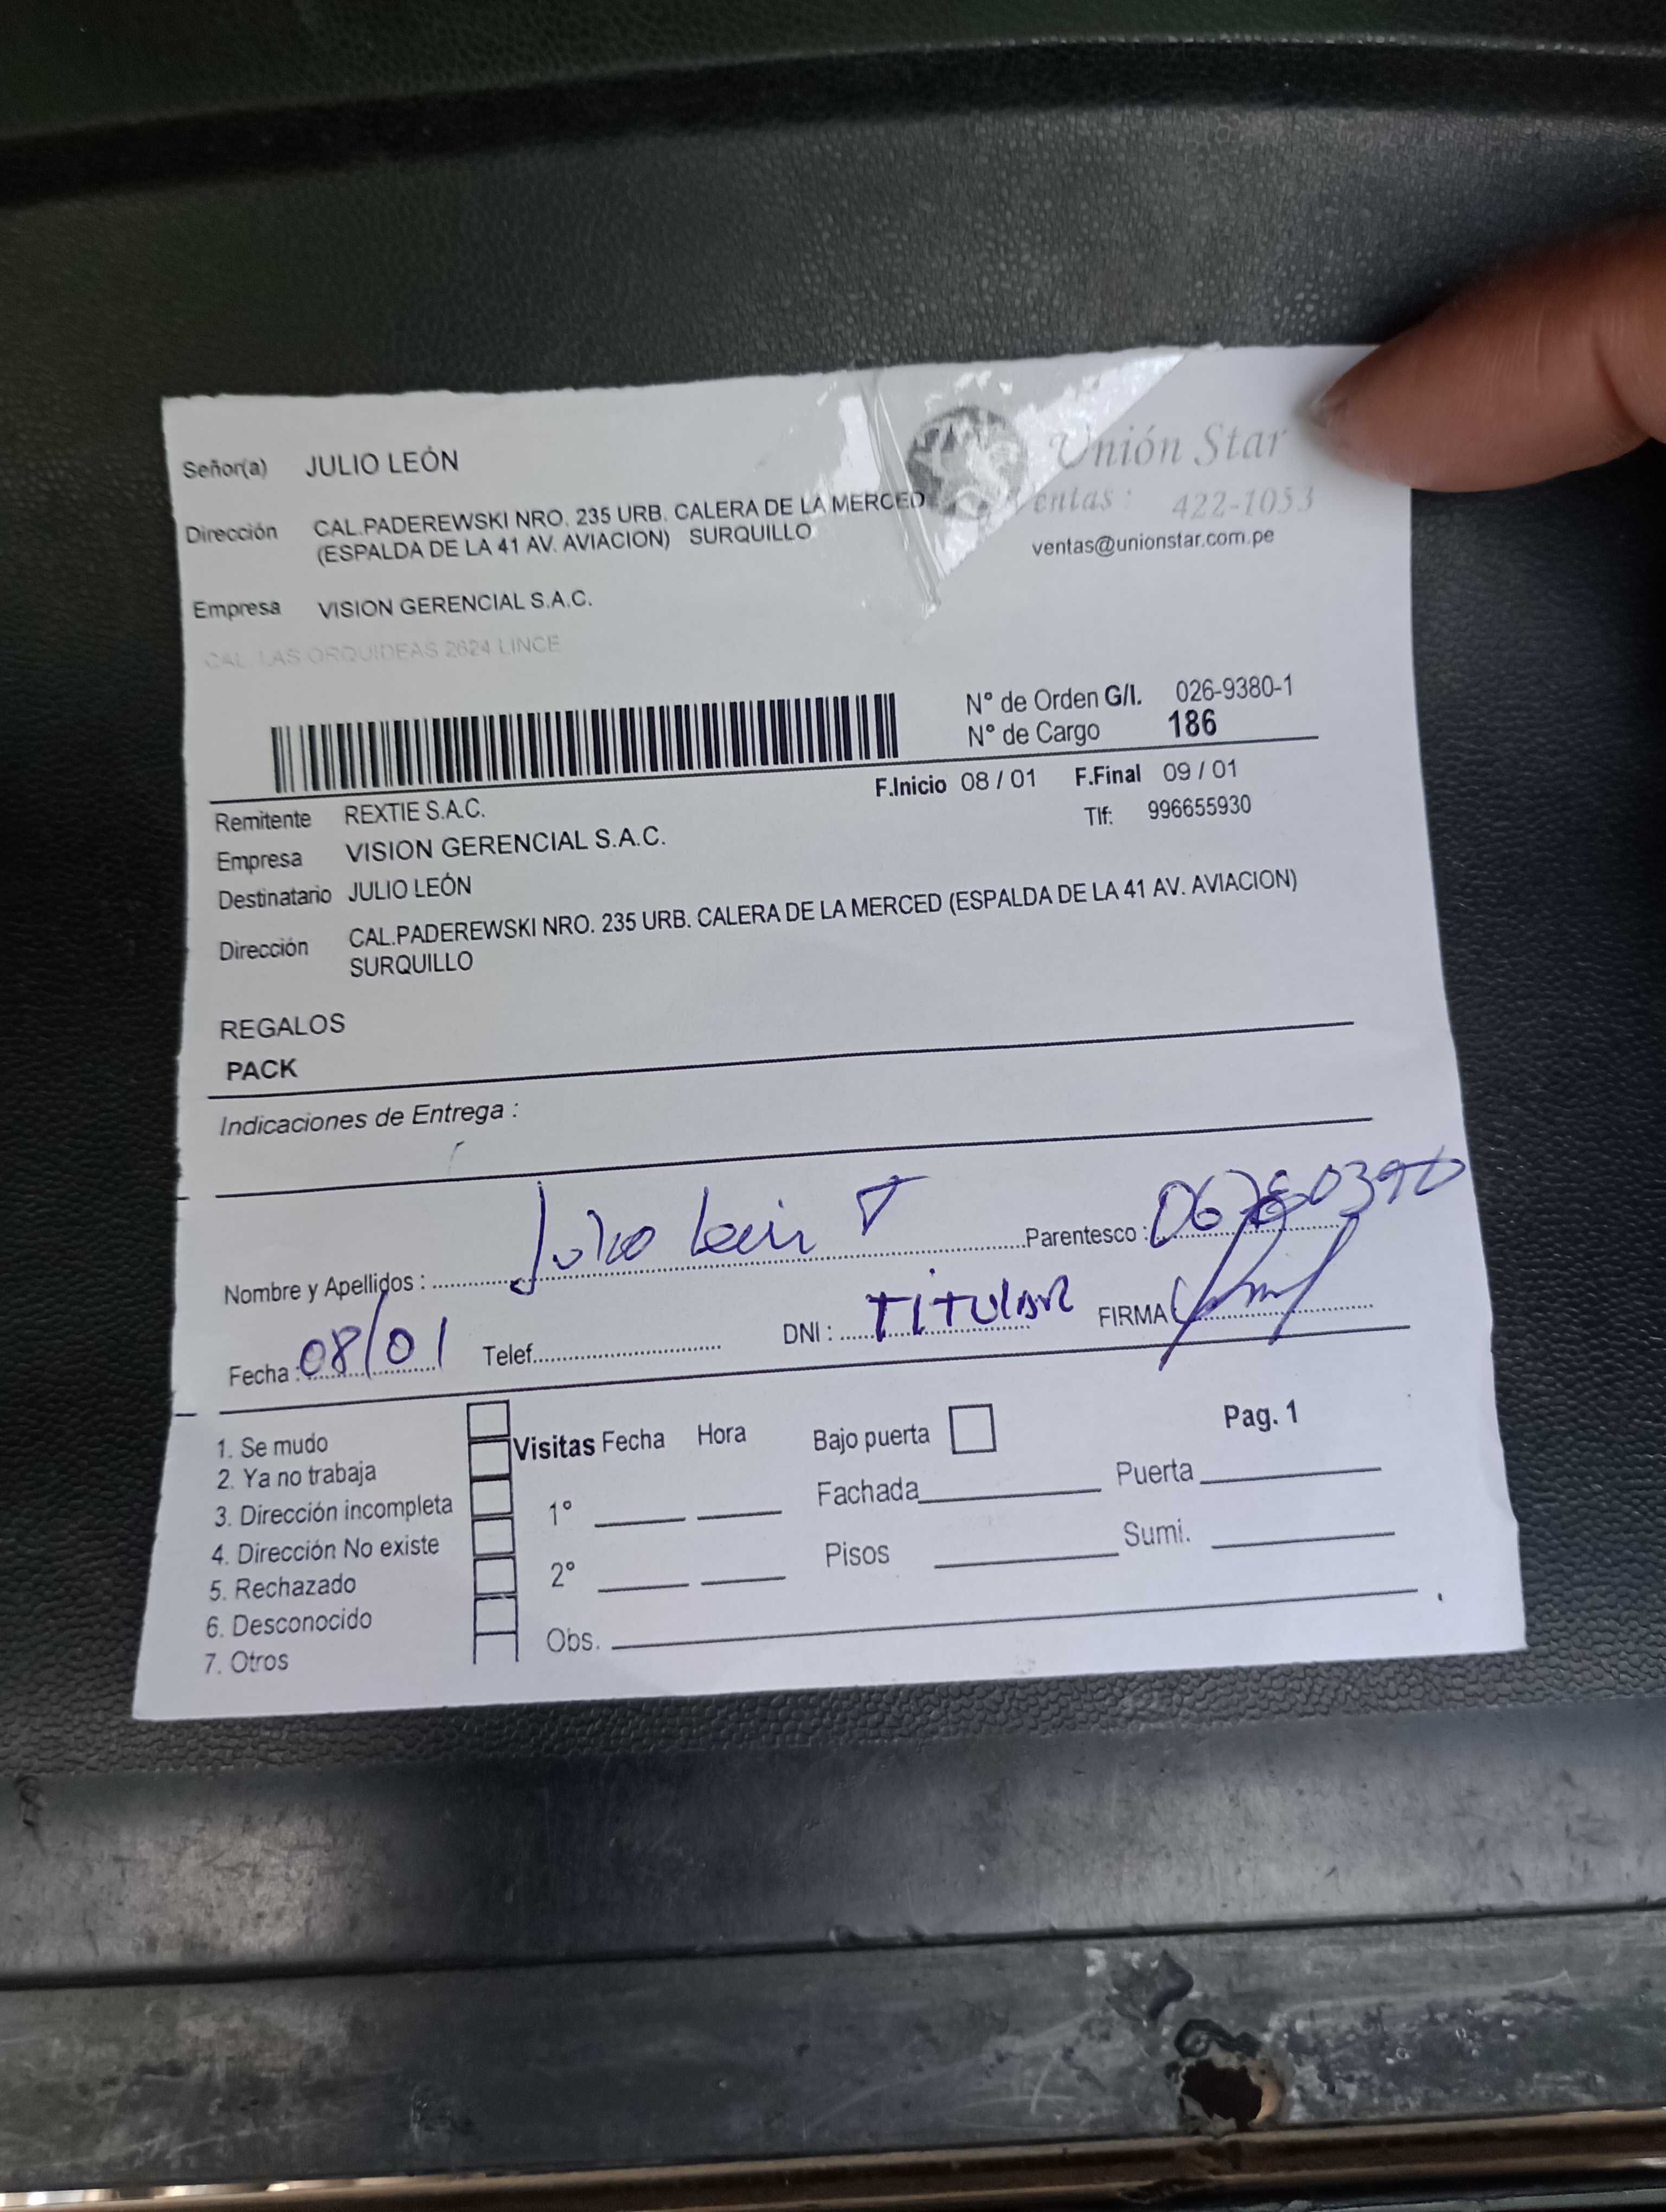 Señor(a) JULIO LEÓN
Unión Star
Dirección CAL.PADEREWSKI NRO. 235 URB. CALERA DE LA MERCED
(ESPALDA DE LA 41 AV. AVIACION) SURQUILLO
Ventas : 422-1053
ventas@unionstar.com.pe
Empresa VISION GERENCIAL S.A.C.
CAL. LAS ORQUIDEAS 2624 LINCE
N° de Orden G/I. 026-9380-1
N° de Cargo 186
F.Inicio 08 / 01 F.Final 09 / 01
Remitente REXTIE S.A.C.
Tlf: 996655930
Empresa VISION GERENCIAL S.A.C.
Destinatario JULIO LEÓN
Dirección CAL.PADEREWSKI NRO. 235 URB. CALERA DE LA MERCED (ESPALDA DE LA 41 AV. AVIACION)
SURQUILLO
REGALOS
PACK
Indicaciones de Entrega :
Nombre y Apellidos : Julio León T Parentesco :
Fecha : 08/01 Telef. DNI : TITULAR FIRMA
1. Se mudo
2. Ya no trabaja
3. Dirección incompleta
4. Dirección No existe
5. Rechazado
6. Desconocido
7. Otros
Visitas Fecha Hora
1°
2°
Obs.
Bajo puerta
Fachada
Pisos
Pag. 1
Puerta
Sumi.